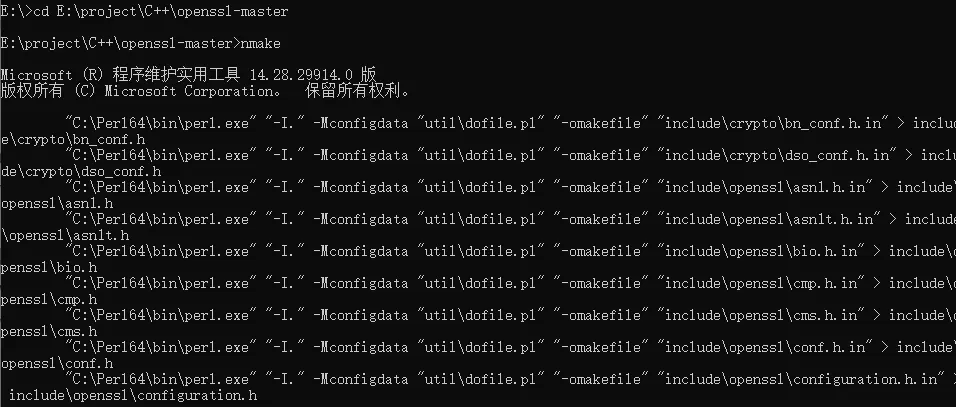 E:\>cd E:\project\C++\openssl-master
E:\project\C++\openssl-master>nmake
Microsoft (R) 程序维护实用工具 14.28.29914.0 版
版权所有 (C) Microsoft Corporation。  保留所有权利。
"C:\Perl64\bin\perl.exe" "-I." -Mconfigdata "util\dofile.pl" "-omakefile" "include\crypto\bn_conf.h.in" > includ
e\crypto\bn_conf.h
"C:\Perl64\bin\perl.exe" "-I." -Mconfigdata "util\dofile.pl" "-omakefile" "include\crypto\dso_conf.h.in" > inclu
de\crypto\dso_conf.h
"C:\Perl64\bin\perl.exe" "-I." -Mconfigdata "util\dofile.pl" "-omakefile" "include\openssl\asn1.h.in" > include\
openssl\asn1.h
"C:\Perl64\bin\perl.exe" "-I." -Mconfigdata "util\dofile.pl" "-omakefile" "include\openssl\asn1t.h.in" > include
\openssl\asn1t.h
"C:\Perl64\bin\perl.exe" "-I." -Mconfigdata "util\dofile.pl" "-omakefile" "include\openssl\bio.h.in" > include\o
penssl\bio.h
"C:\Perl64\bin\perl.exe" "-I." -Mconfigdata "util\dofile.pl" "-omakefile" "include\openssl\cmp.h.in" > include\o
penssl\cmp.h
"C:\Perl64\bin\perl.exe" "-I." -Mconfigdata "util\dofile.pl" "-omakefile" "include\openssl\cms.h.in" > include\o
penssl\cms.h
"C:\Perl64\bin\perl.exe" "-I." -Mconfigdata "util\dofile.pl" "-omakefile" "include\openssl\conf.h.in" > include\
openssl\conf.h
"C:\Perl64\bin\perl.exe" "-I." -Mconfigdata "util\dofile.pl" "-omakefile" "include\openssl\configuration.h.in" >
include\openssl\configuration.h